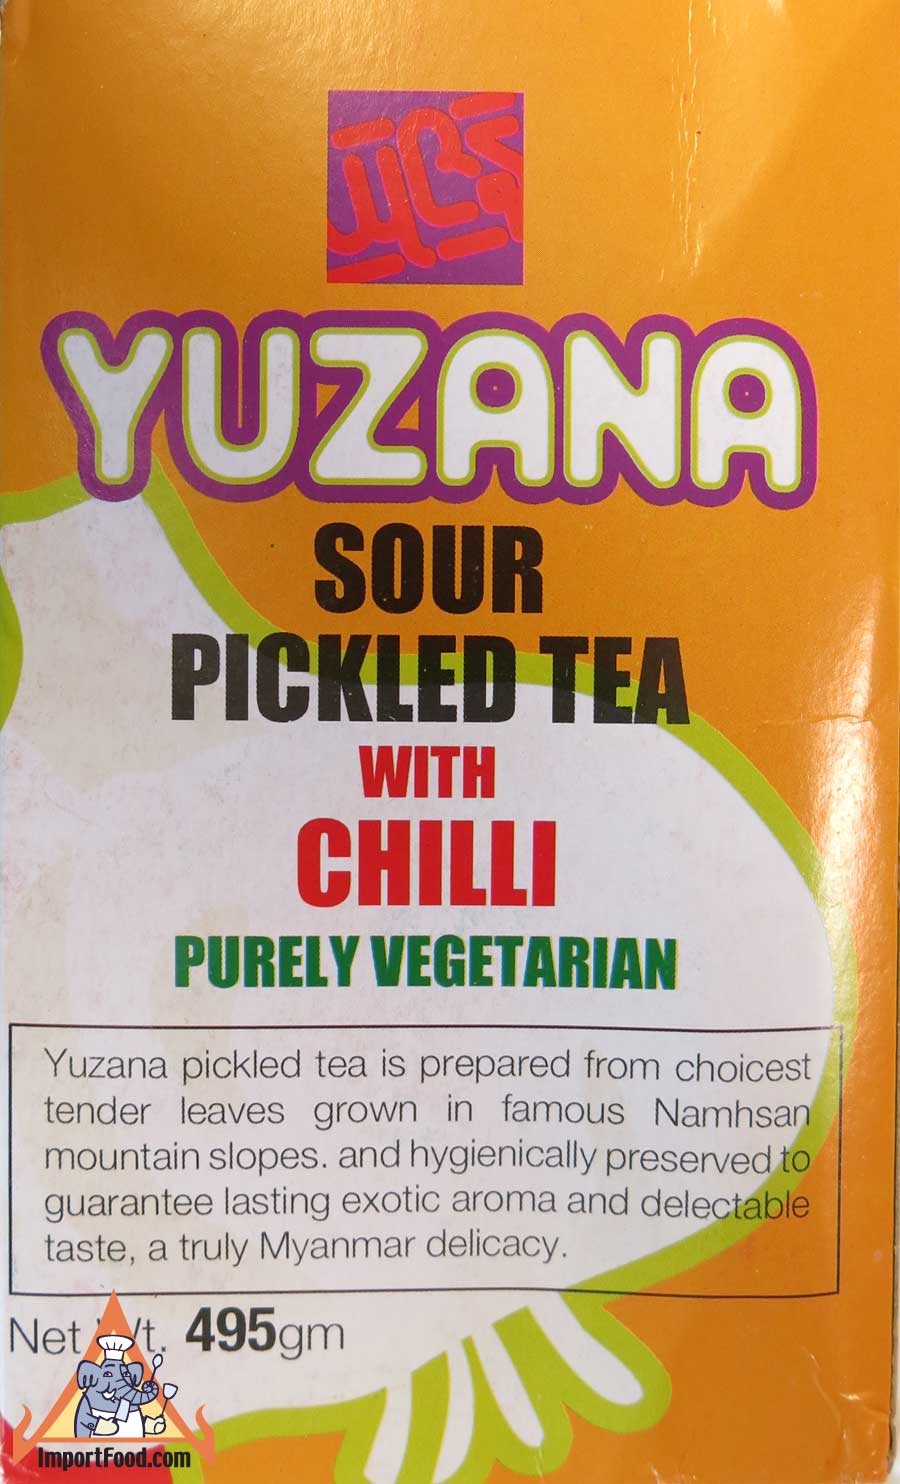 YUZANA
SOUR
PICKLED TEA
WITH
CHILLI
PURELY VEGETARIAN
Yuzana pickled tea is prepared from choicest
tender leaves grown in famous Namhsan
mountain slopes. and hygienically preserved to
guarantee lasting exotic aroma and delectable
taste, a truly Myanmar delicacy.
Net Wt. 495gm
ImportFood.com